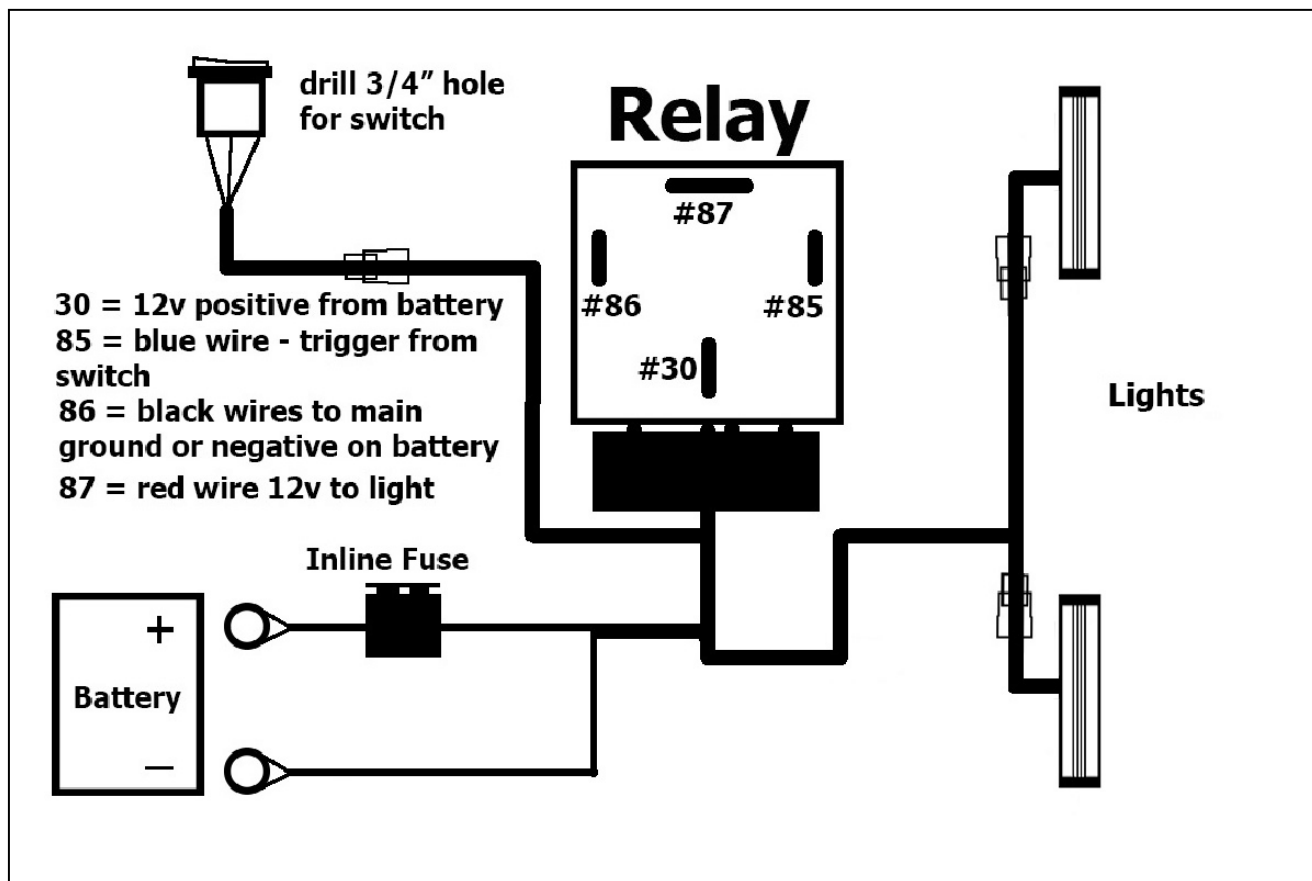 drill 3/4" hole
for switch
Relay
#87
#86
#85
#30
30 = 12v positive from battery
85 = blue wire - trigger from
switch
86 = black wires to main
ground or negative on battery
87 = red wire 12v to light
Lights
Inline Fuse
+
Battery
—